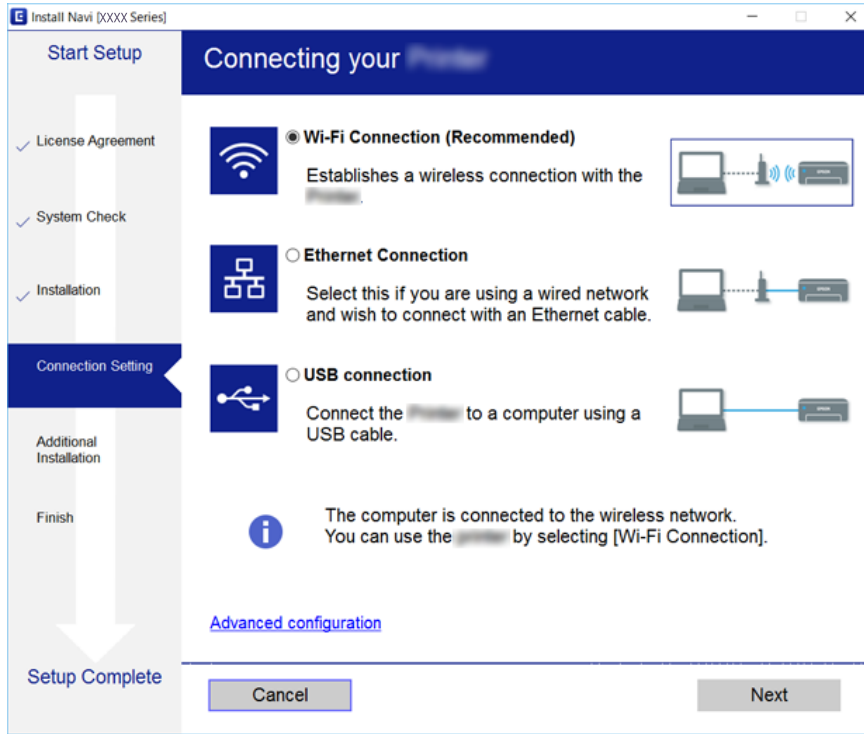 Install Navi [XXXX Series]
Start Setup
License Agreement
System Check
Installation
Connection Setting
Additional
Installation
Finish
Setup Complete
Connecting your
Wi-Fi Connection (Recommended)
Establishes a wireless connection with the
.
Ethernet Connection
Select this if you are using a wired network
and wish to connect with an Ethernet cable.
USB connection
Connect the to a computer using a
USB cable.
The computer is connected to the wireless network.
You can use the by selecting [Wi-Fi Connection].
Advanced configuration
Cancel
Next